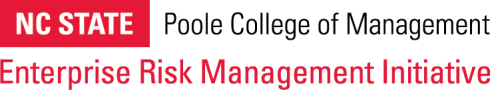 NC STATE Poole College of Management
Enterprise Risk Management Initiative